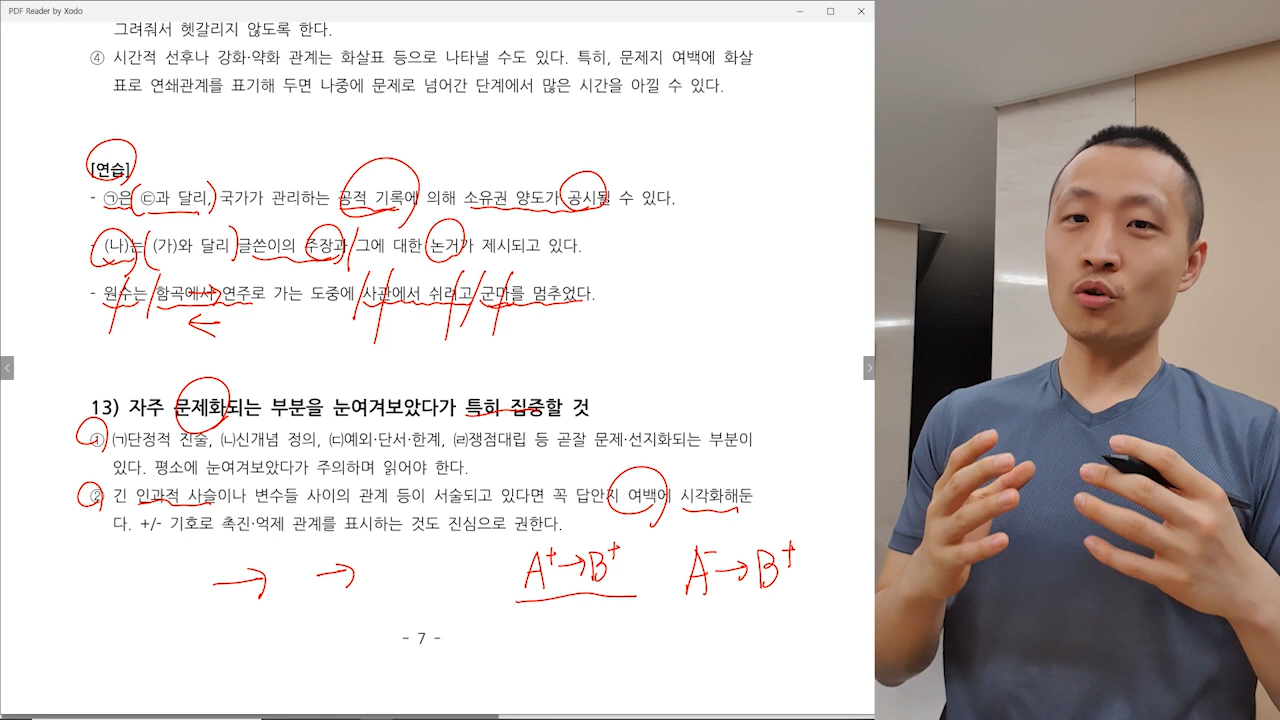 PDF Reader by Xodo
그려줘서 헷갈리지 않도록 한다.
④ 시간적 선후나 강화·약화 관계는 화살표 등으로 나타낼 수도 있다. 특히, 문제지 여백에 화살
표로 연쇄관계를 표기해 두면 나중에 문제로 넘어간 단계에서 많은 시간을 아낄 수 있다.
[연습]
- ㉠은 ㉢과 달리, 국가가 관리하는 공적 기록에 의해 소유권 양도가 공시될 수 있다.
- (나)는 (가)와 달리 글쓴이의 주장과 그에 대한 논거가 제시되고 있다.
- 원수는 함곡에서 연주로 가는 도중에 사관에서 쉬려고 군마를 멈추었다.
13) 자주 문제화되는 부분을 눈여겨보았다가 특히 집중할 것
① ㈀단정적 진술, ㈁신개념 정의, ㈂예외·단서·한계, ㈃쟁점대립 등 곧잘 문제·선지화되는 부분이
있다. 평소에 눈여겨보았다가 주의하며 읽어야 한다.
② 긴 인과적 사슬이나 변수들 사이의 관계 등이 서술되고 있다면 꼭 답안지 여백에 시각화해둔
다. +/- 기호로 촉진·억제 관계를 표시하는 것도 진심으로 권한다.
→ → A⁺→B⁺ A⁻→B⁺
- 7 -